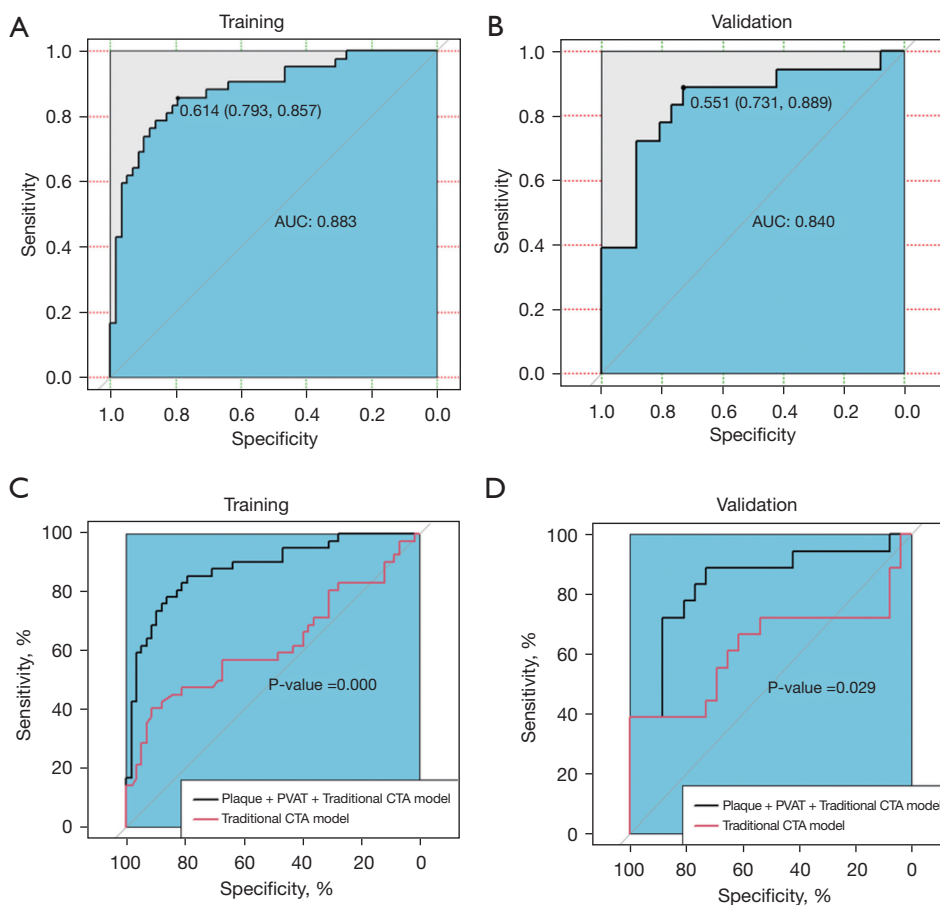 A
Training
1.0
0.8
0.6
0.4
0.2
0.0
Sensitivity
0.614 (0.793, 0.857)
AUC: 0.883
1.0 0.8 0.6 0.4 0.2 0.0
Specificity
B
Validation
1.0
0.8
0.6
0.4
0.2
0.0
Sensitivity
0.551 (0.731, 0.889)
AUC: 0.840
1.0 0.8 0.6 0.4 0.2 0.0
Specificity
C
Training
100
80
60
40
20
0
Sensitivity, %
P-value =0.000
Plaque + PVAT + Traditional CTA model
Traditional CTA model
100 80 60 40 20 0
Specificity, %
D
Validation
100
80
60
40
20
0
Sensitivity, %
P-value =0.029
Plaque + PVAT + Traditional CTA model
Traditional CTA model
100 80 60 40 20 0
Specificity, %